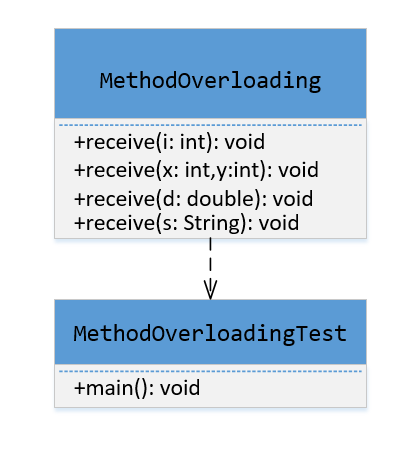 MethodOverloading
+receive(i: int): void
+receive(x: int,y:int): void
+receive(d: double): void
+receive(s: String): void
MethodOverloadingTest
+main(): void